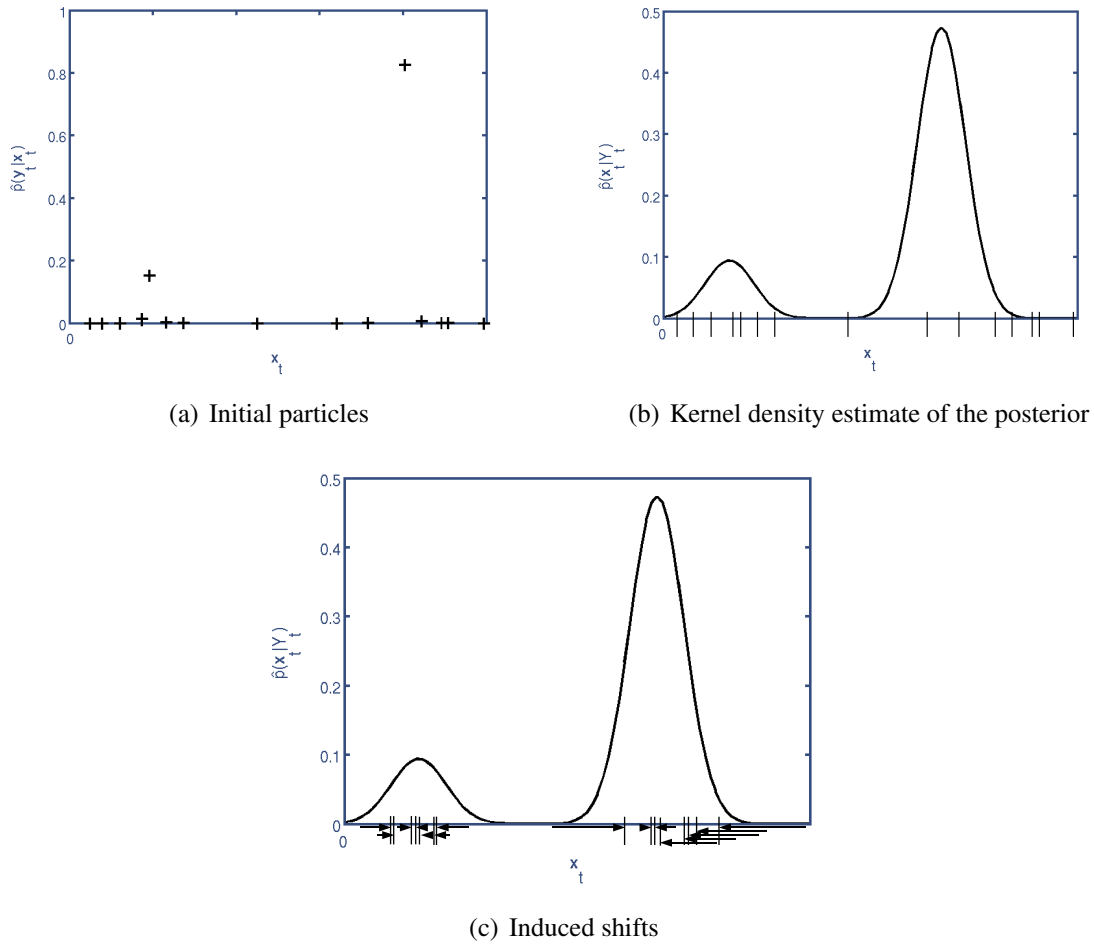 1
0.8
0.6
0.4
0.2
0
0
p̂(y_t|x_t)
x_t
(a) Initial particles
0.5
0.4
0.3
0.2
0.1
0
0
p̂(x_t|Y_t)
x_t
(b) Kernel density estimate of the posterior
0.5
0.4
0.3
0.2
0.1
0
0
p̂(x_t|Y_t)
x_t
(c) Induced shifts